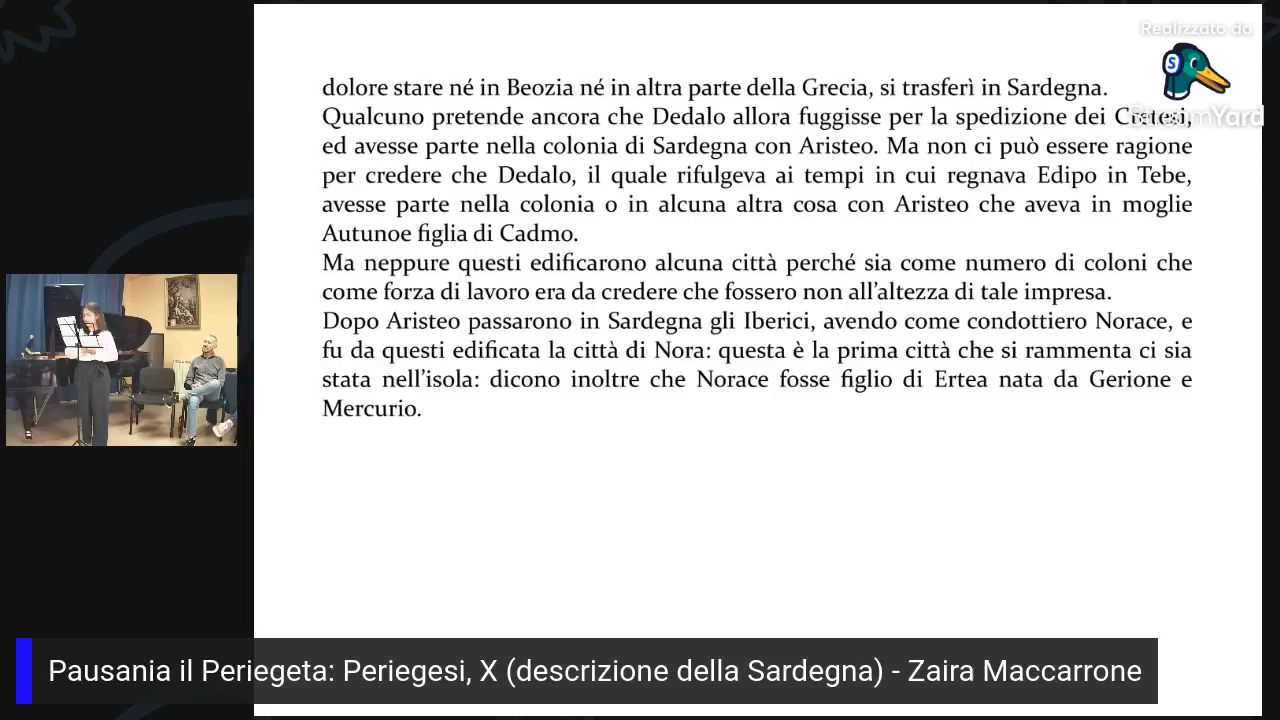 Realizzato da
StreamYard
dolore stare né in Beozia né in altra parte della Grecia, si trasferì in Sardegna.
Qualcuno pretende ancora che Dedalo allora fuggisse per la spedizione dei Cretesi,
ed avesse parte nella colonia di Sardegna con Aristeo. Ma non ci può essere ragione
per credere che Dedalo, il quale rifulgeva ai tempi in cui regnava Edipo in Tebe,
avesse parte nella colonia o in alcuna altra cosa con Aristeo che aveva in moglie
Autunoe figlia di Cadmo.
Ma neppure questi edificarono alcuna città perché sia come numero di coloni che
come forza di lavoro era da credere che fossero non all'altezza di tale impresa.
Dopo Aristeo passarono in Sardegna gli Iberici, avendo come condottiero Norace, e
fu da questi edificata la città di Nora: questa è la prima città che si rammenta ci sia
stata nell'isola: dicono inoltre che Norace fosse figlio di Ertea nata da Gerione e
Mercurio.
Pausania il Periegeta: Periegesi, X (descrizione della Sardegna) - Zaira Maccarrone